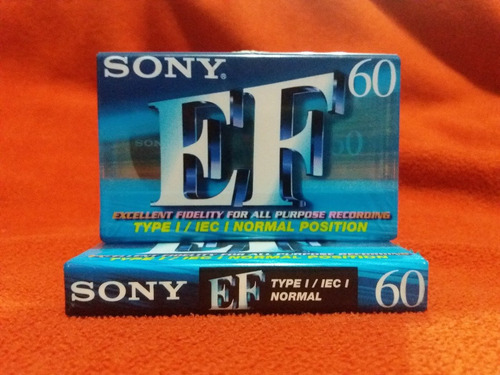 SONY® EF 60
EXCELLENT FIDELITY FOR ALL PURPOSE RECORDING
TYPE I / IEC I NORMAL POSITION
SONY EF TYPE I / IEC I 60
NORMAL